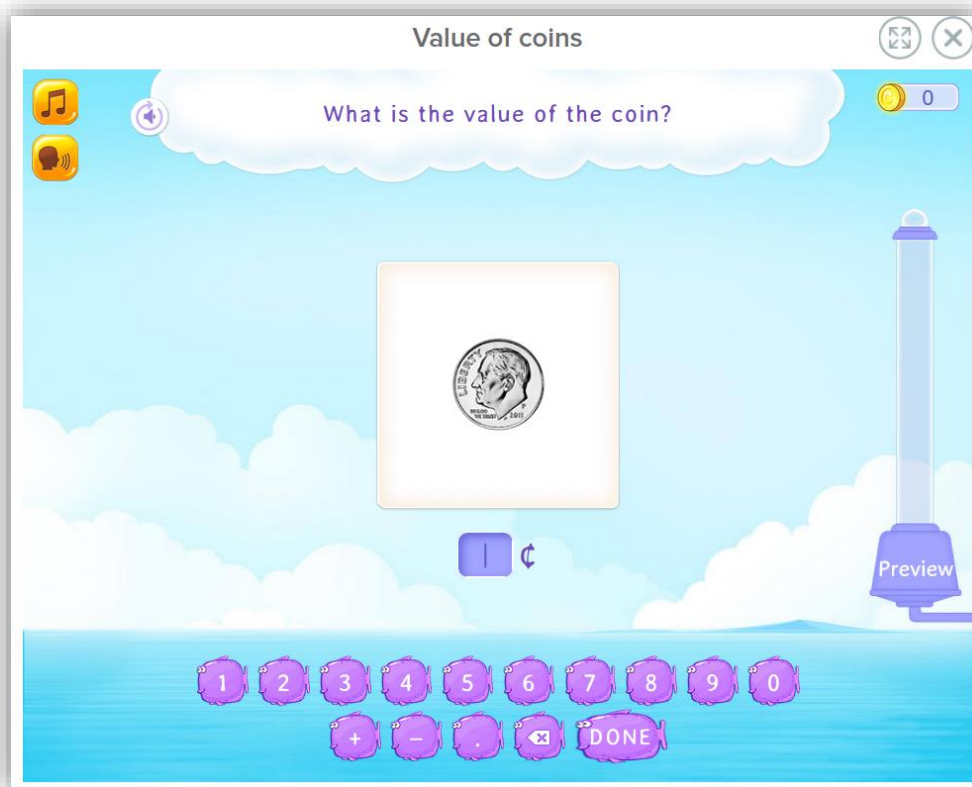 Value of coins
What is the value of the coin?
0
LIBERTY
IN GOD
WE TRUST
P
2011
¢
Preview
1 2 3 4 5 6 7 8 9 0
+ - . DONE